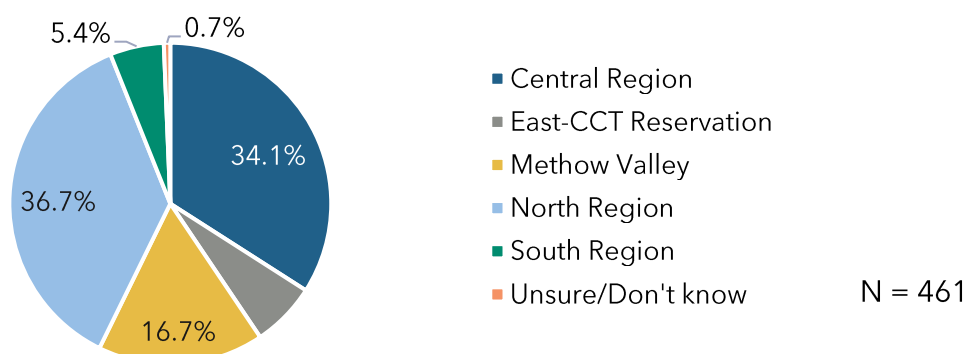 5.4%
0.7%
34.1%
36.7%
16.7%
Central Region
East-CCT Reservation
Methow Valley
North Region
South Region
Unsure/Don't know
N = 461